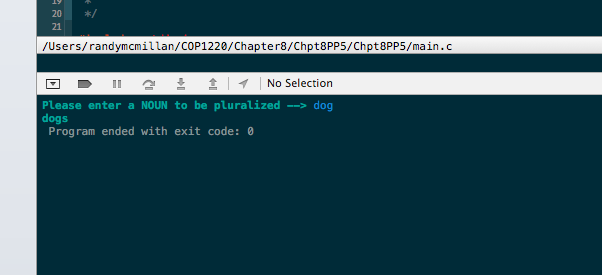 19 *
20 */
21
/Users/randymcmillan/COP1220/Chapter8/Chpt8PP5/Chpt8PP5/main.c
No Selection
Please enter a NOUN to be pluralized --> dog
dogs
Program ended with exit code: 0